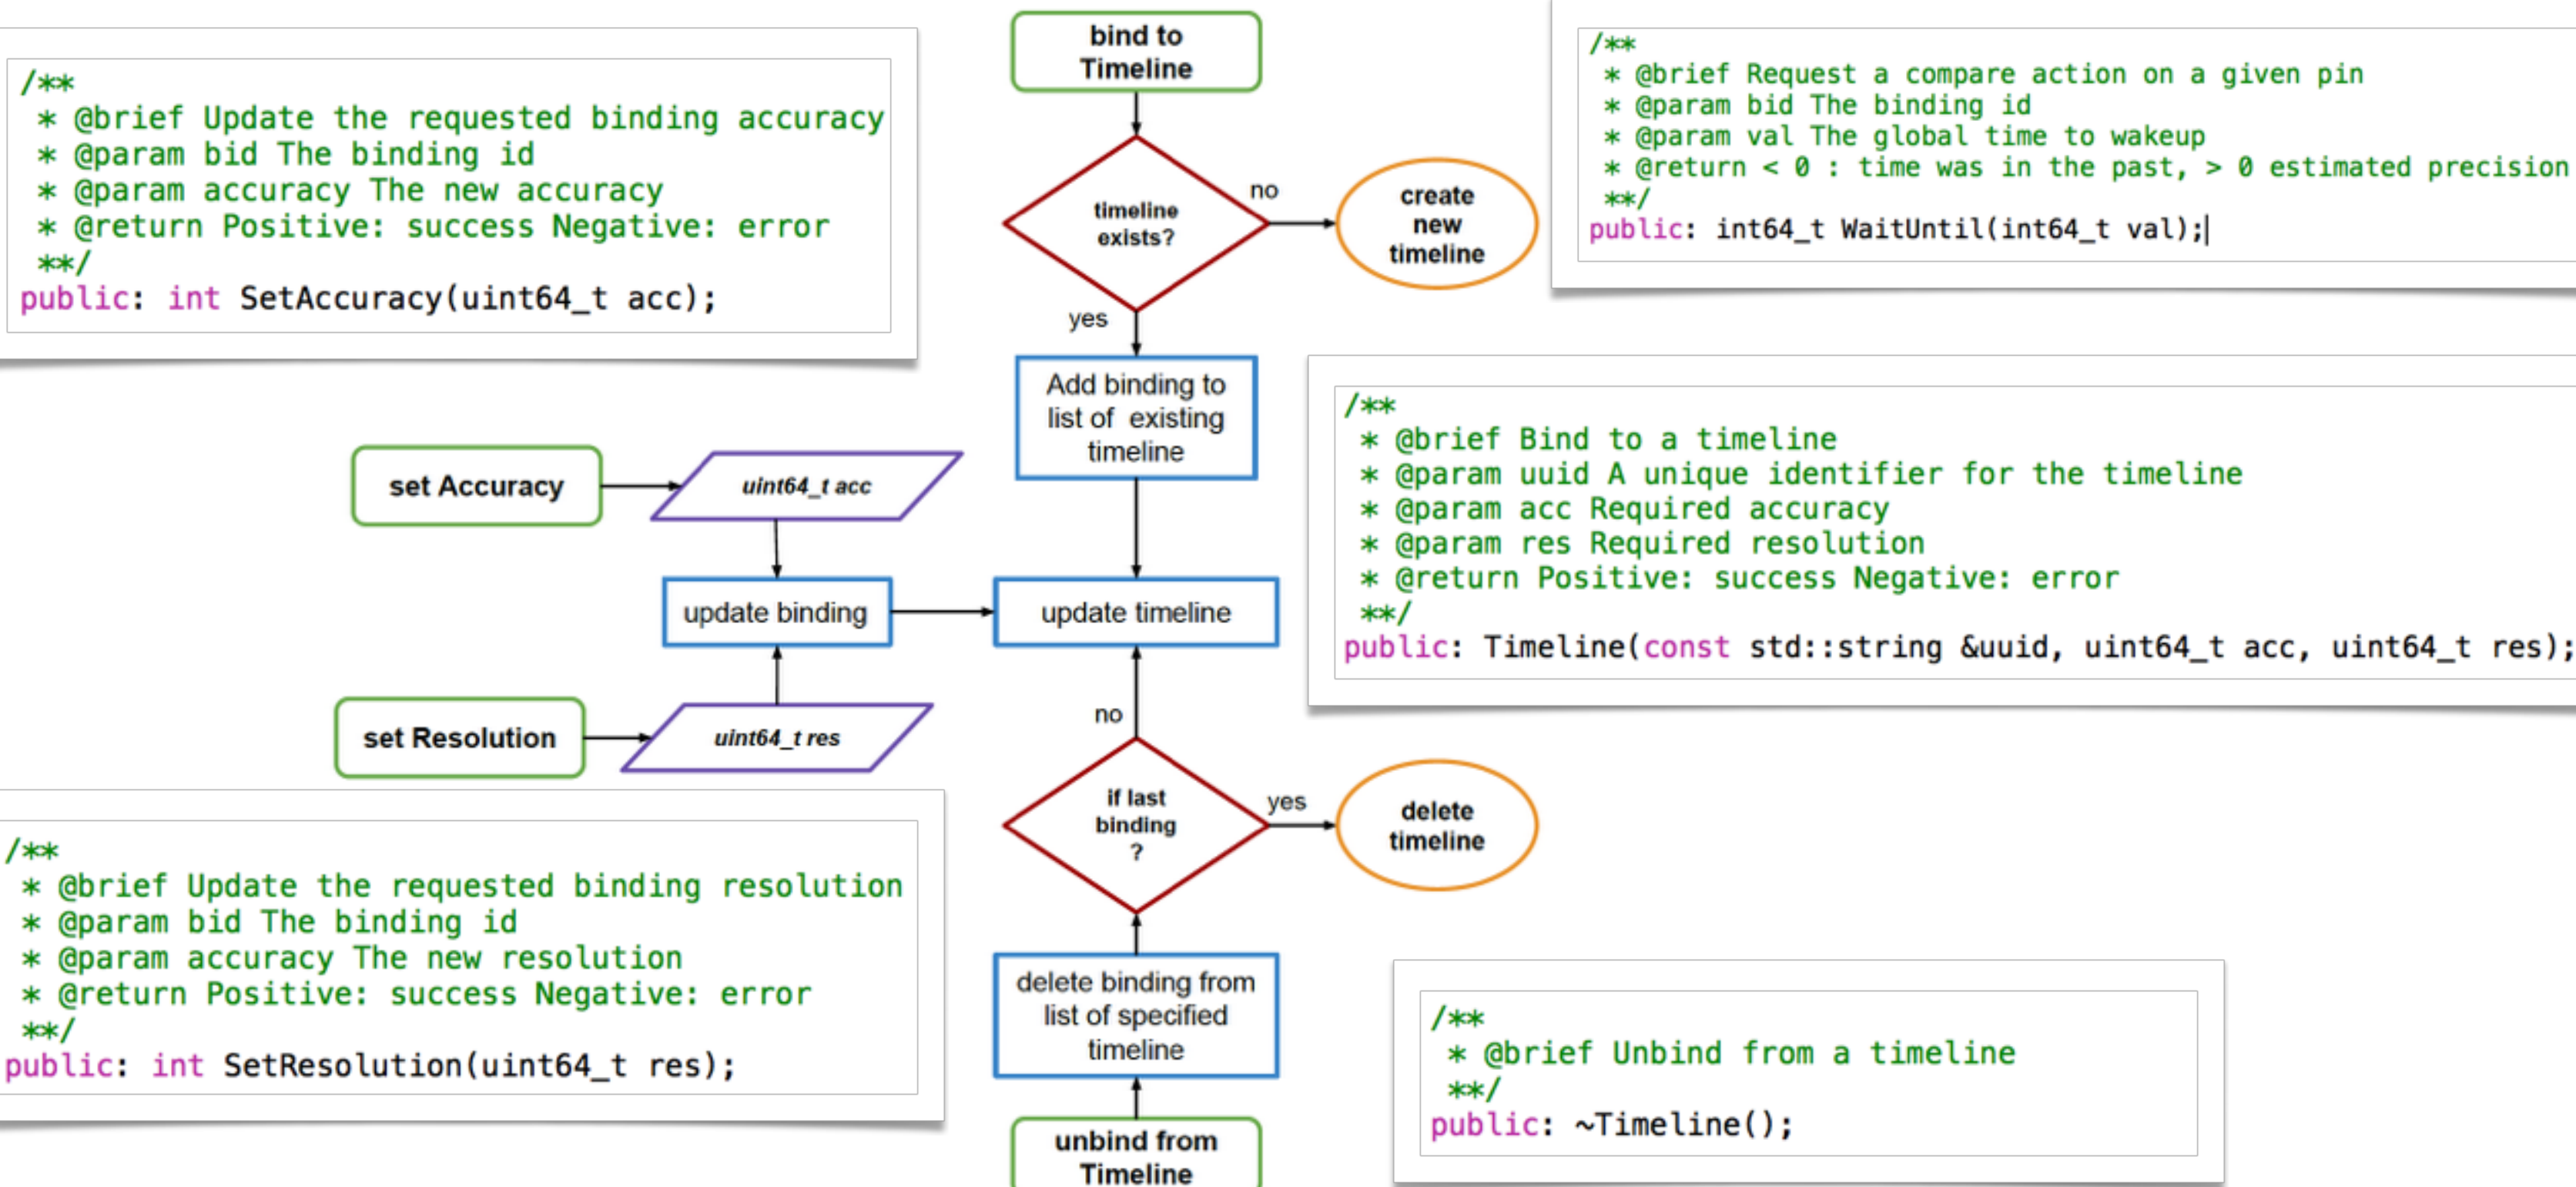 /**
* @brief Update the requested binding accuracy
* @param bid The binding id
* @param accuracy The new accuracy
* @return Positive: success Negative: error
**/
public: int SetAccuracy(uint64_t acc);
bind to
Timeline
timeline
exists?
no
create
new
timeline
yes
Add binding to
list of existing
timeline
/**
* @brief Request a compare action on a given pin
* @param bid The binding id
* @param val The global time to wakeup
* @return < 0 : time was in the past, > 0 estimated precision
**/
public: int64_t WaitUntil(int64_t val);
/**
* @brief Bind to a timeline
* @param uuid A unique identifier for the timeline
* @param acc Required accuracy
* @param res Required resolution
* @return Positive: success Negative: error
**/
public: Timeline(const std::string &uuid, uint64_t acc, uint64_t res);
set Accuracy
uint64_t acc
update binding
update timeline
set Resolution
uint64_t res
no
if last
binding
?
yes
delete
timeline
delete binding from
list of specified
timeline
unbind from
Timeline
/**
* @brief Update the requested binding resolution
* @param bid The binding id
* @param accuracy The new resolution
* @return Positive: success Negative: error
**/
public: int SetResolution(uint64_t res);
/**
* @brief Unbind from a timeline
**/
public: ~Timeline();